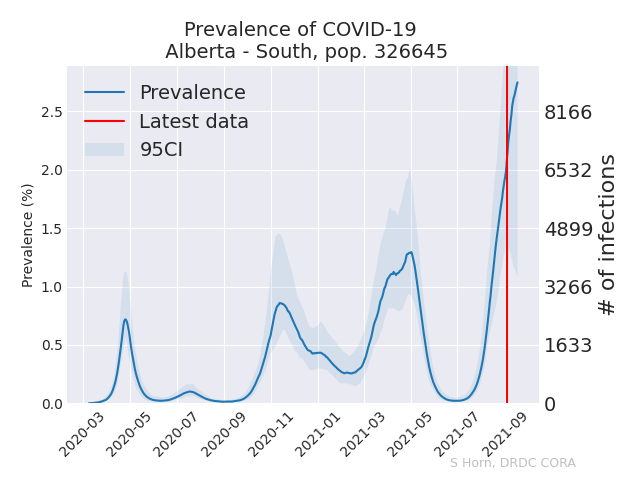 Prevalence of COVID-19
Alberta - South, pop. 326645
Prevalence
Latest data
95CI
Prevalence (%)
2.5
2.0
1.5
1.0
0.5
0.0
8166
6532
4899
3266
1633
0
# of infections
2020-03
2020-05
2020-07
2020-09
2020-11
2021-01
2021-03
2021-05
2021-07
2021-09
S Horn, DRDC CORA